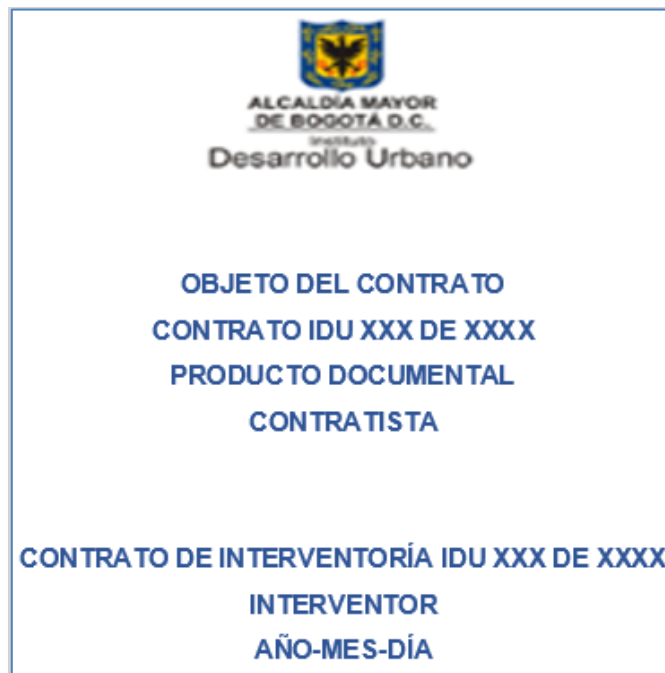 ALCALDÍA MAYOR
DE BOGOTÁ D.C.
Instituto
Desarrollo Urbano
OBJETO DEL CONTRATO
CONTRATO IDU XXX DE XXXX
PRODUCTO DOCUMENTAL
CONTRATISTA
CONTRATO DE INTERVENTORÍA IDU XXX DE XXXX
INTERVENTOR
AÑO-MES-DÍA